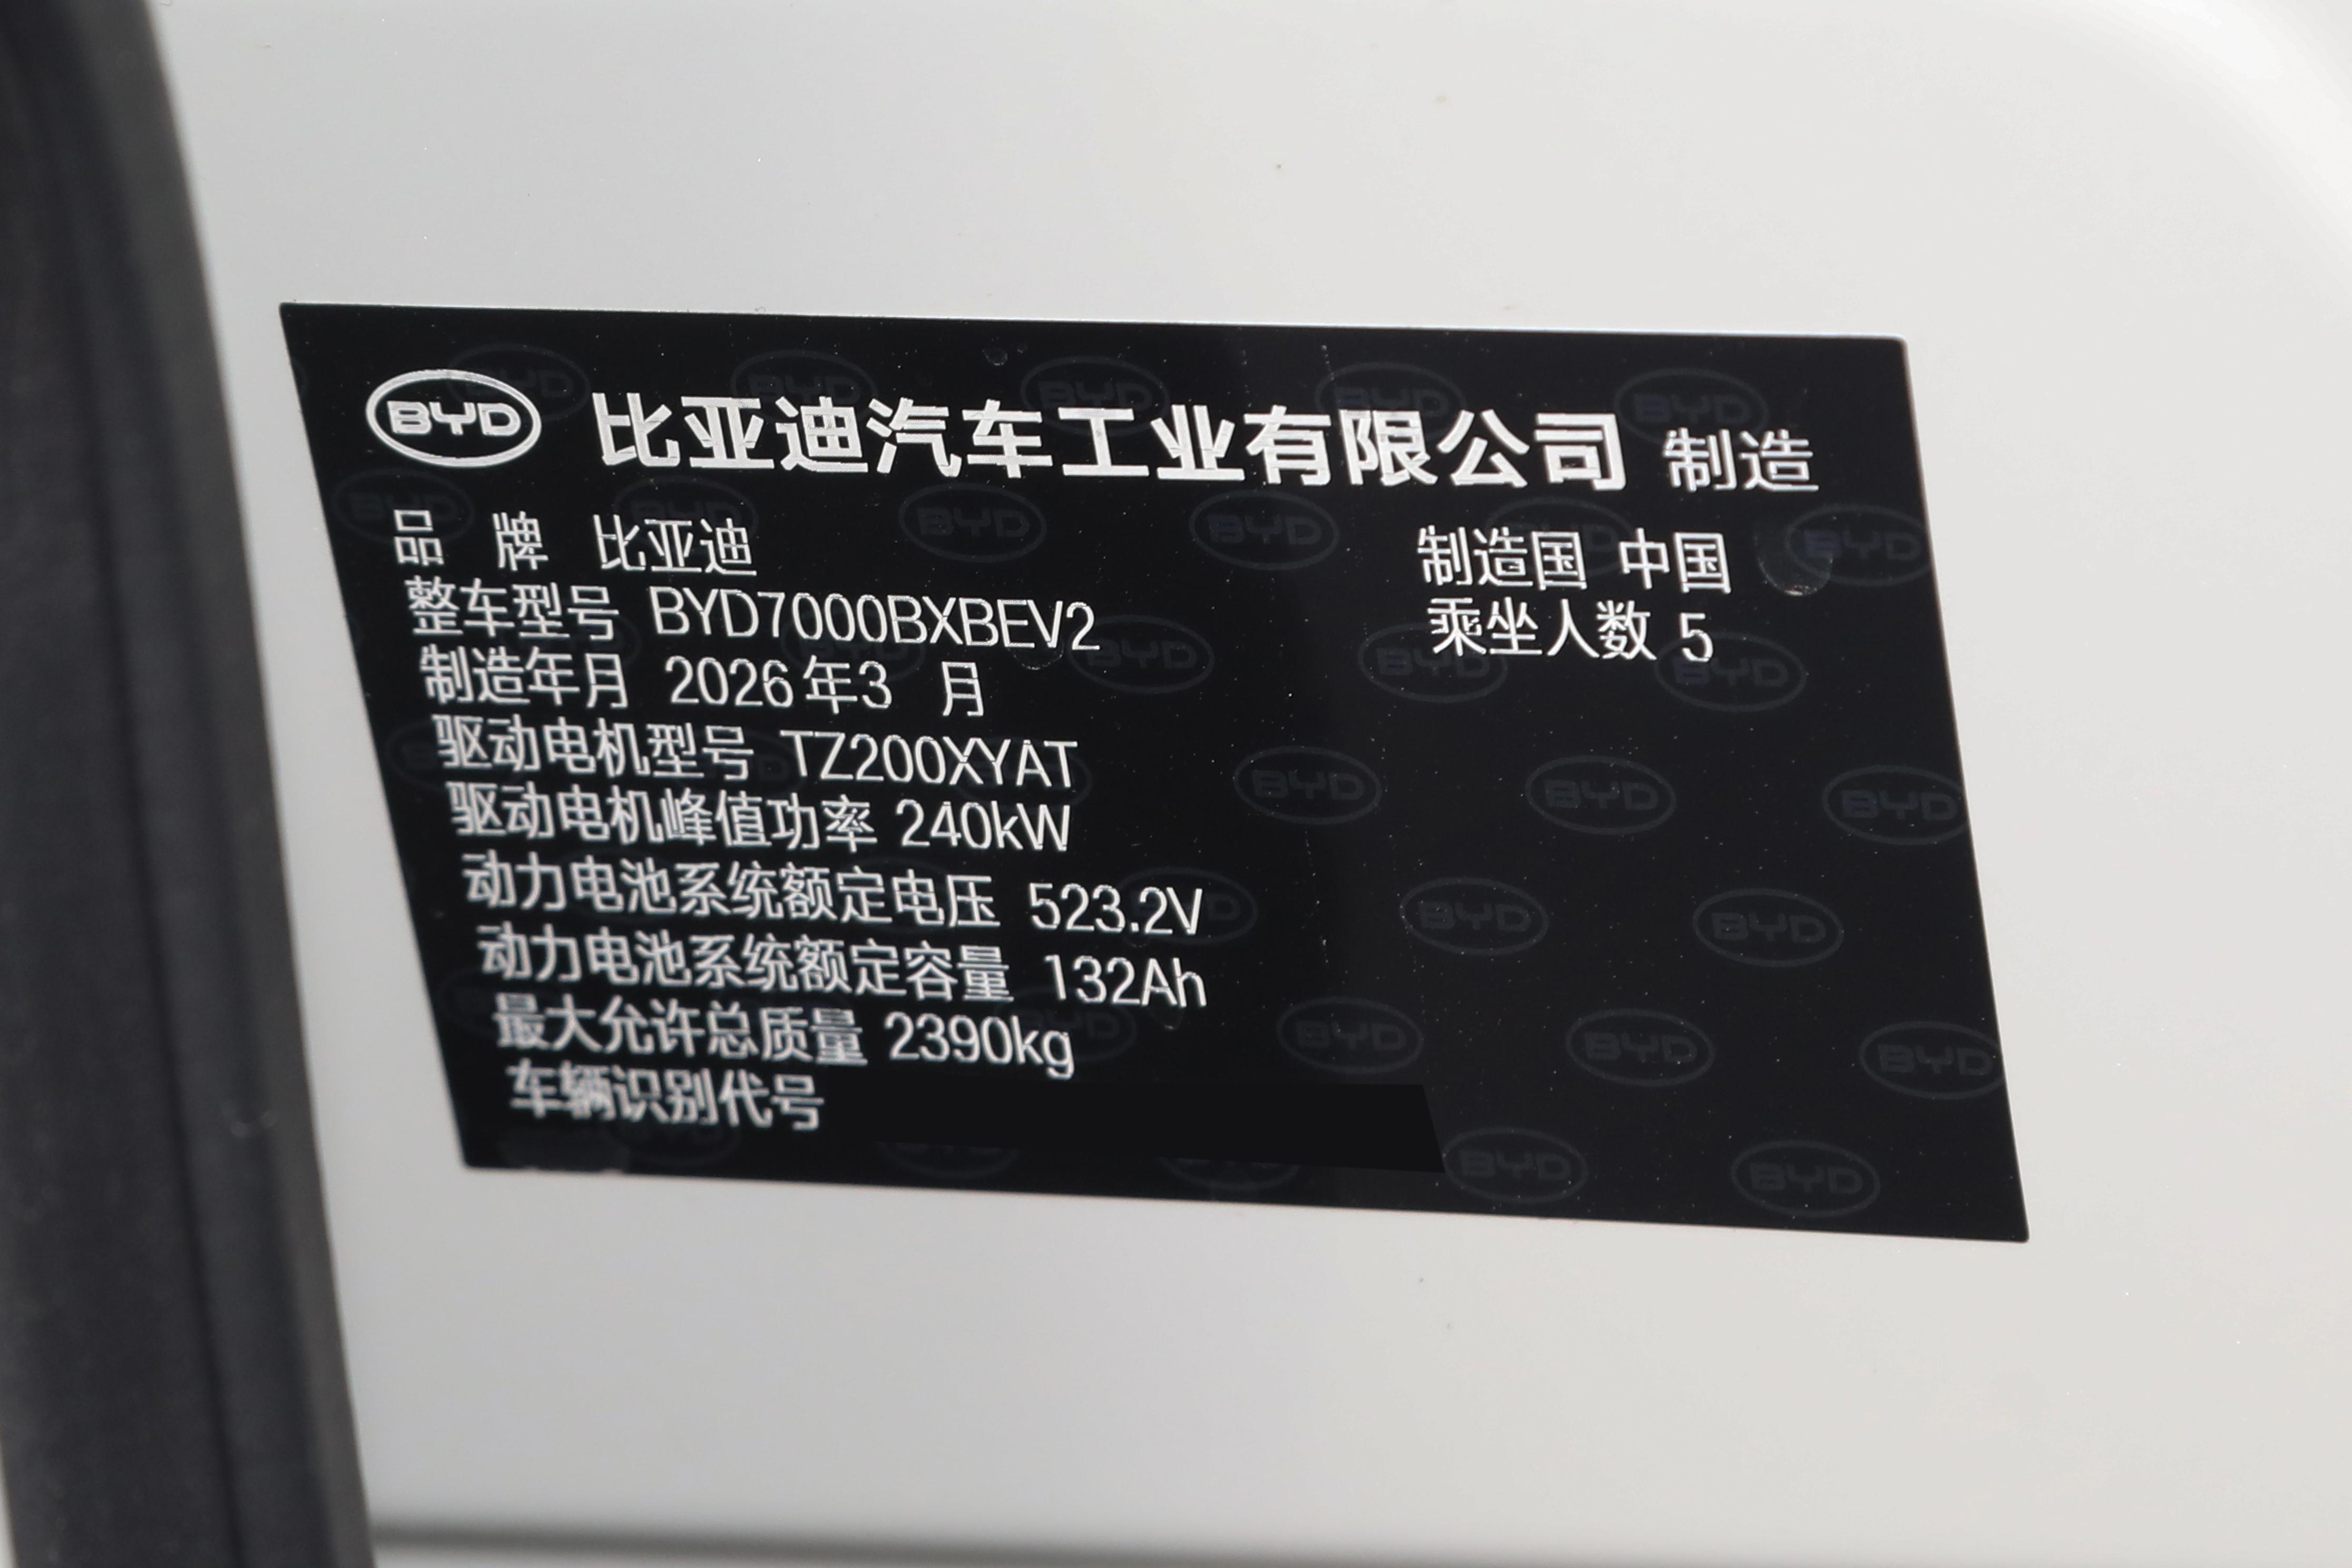 BYD 比亚迪汽车工业有限公司 制造
品 牌 比亚迪 制造国 中国
整车型号 BYD7000BXBEV2 乘坐人数 5
制造年月 2026年3 月
驱动电机型号 TZ200XYAT
驱动电机峰值功率 240kW
动力电池系统额定电压 523.2V
动力电池系统额定容量 132Ah
最大允许总质量 2390kg
车辆识别代号